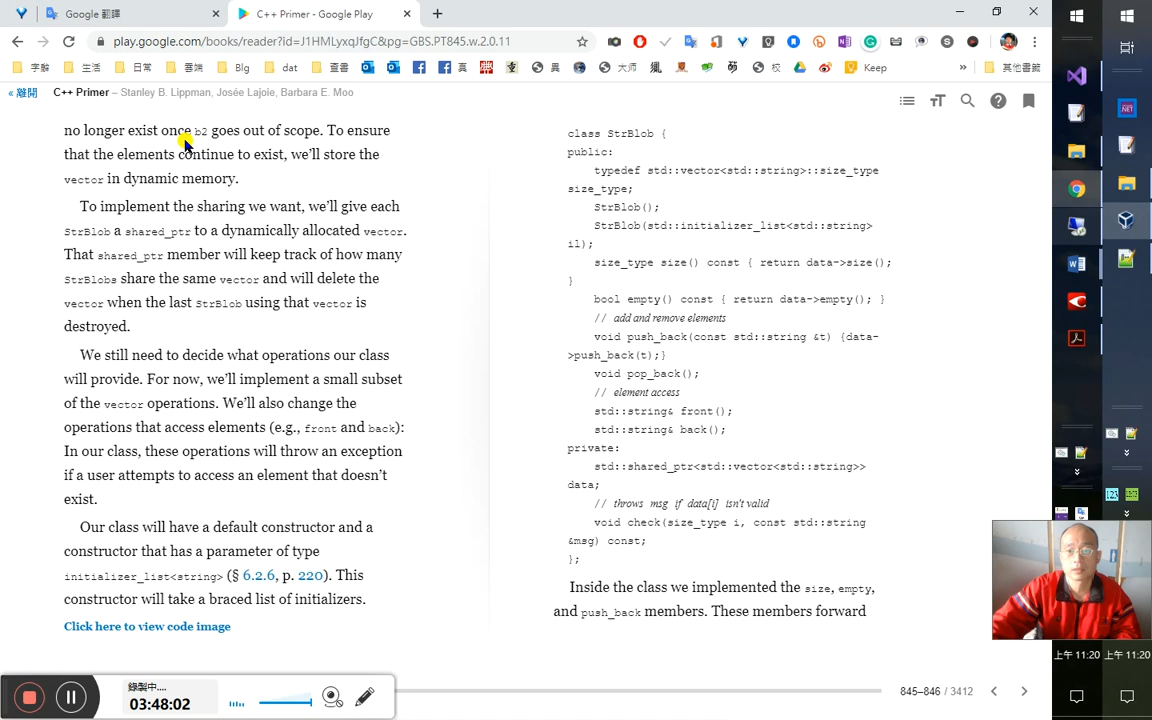 Google 翻譯
C++ Primer - Google Play
play.google.com/books/reader?id=J1HMLyxqJfgC&pg=GBS.PT845.w.2.0.11
字辭
生活
日常
雲端
Blg
dat
查書
真
異
大师
萌
校
Keep
其他書籤
« 離開
C++ Primer – Stanley B. Lippman, Josée Lajoie, Barbara E. Moo
no longer exist once b2 goes out of scope. To ensure
that the elements continue to exist, we’ll store the
vector in dynamic memory.
To implement the sharing we want, we’ll give each
StrBlob a shared_ptr to a dynamically allocated vector.
That shared_ptr member will keep track of how many
StrBlobs share the same vector and will delete the
vector when the last StrBlob using that vector is
destroyed.
We still need to decide what operations our class
will provide. For now, we’ll implement a small subset
of the vector operations. We’ll also change the
operations that access elements (e.g., front and back):
In our class, these operations will throw an exception
if a user attempts to access an element that doesn’t
exist.
Our class will have a default constructor and a
constructor that has a parameter of type
initializer_list<string> (§ 6.2.6, p. 220). This
constructor will take a braced list of initializers.
Click here to view code image
class StrBlob {
public:
typedef std::vector<std::string>::size_type
size_type;
StrBlob();
StrBlob(std::initializer_list<std::string>
il);
size_type size() const { return data->size();
}
bool empty() const { return data->empty(); }
// add and remove elements
void push_back(const std::string &t) {data-
>push_back(t);}
void pop_back();
// element access
std::string& front();
std::string& back();
private:
std::shared_ptr<std::vector<std::string>>
data;
// throws msg if data[i] isn't valid
void check(size_type i, const std::string
&msg) const;
};
Inside the class we implemented the size, empty,
and push_back members. These members forward
845–846 / 3412
錄製中....
03:48:02
上午 11:20
上午 11:20